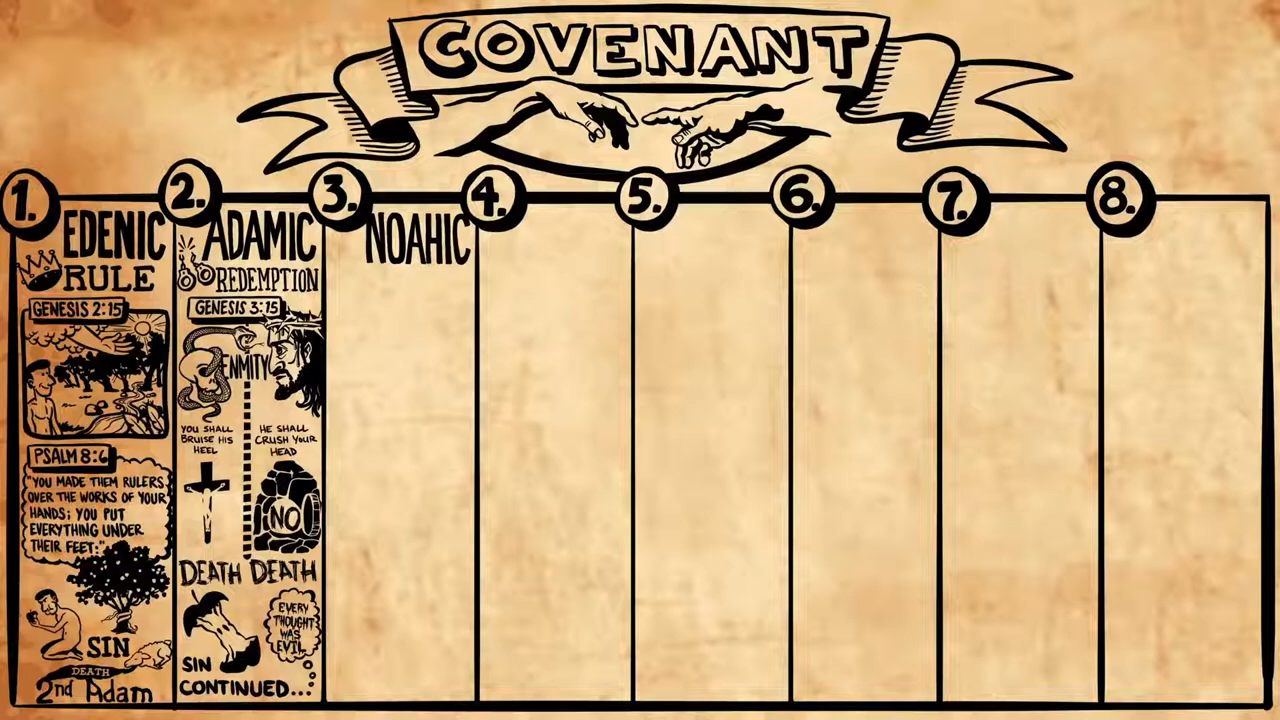 COVENANT
1.
2.
3.
4.
5.
6.
7.
8.
EDENIC
RULE
GENESIS 2:15
PSALM 8:6
"YOU MADE THEM RULERS
OVER THE WORKS OF YOUR
HANDS; YOU PUT
EVERYTHING UNDER
THEIR FEET:"
SIN
DEATH
2nd Adam
ADAMIC
REDEMPTION
GENESIS 3:15
ENMITY
YOU SHALL
BRUISE HIS
HEEL
HE SHALL
CRUSH YOUR
HEAD
NO
DEATH DEATH
EVERY
THOUGHT
WAS
EVIL
SIN
CONTINUED...
NOAHIC